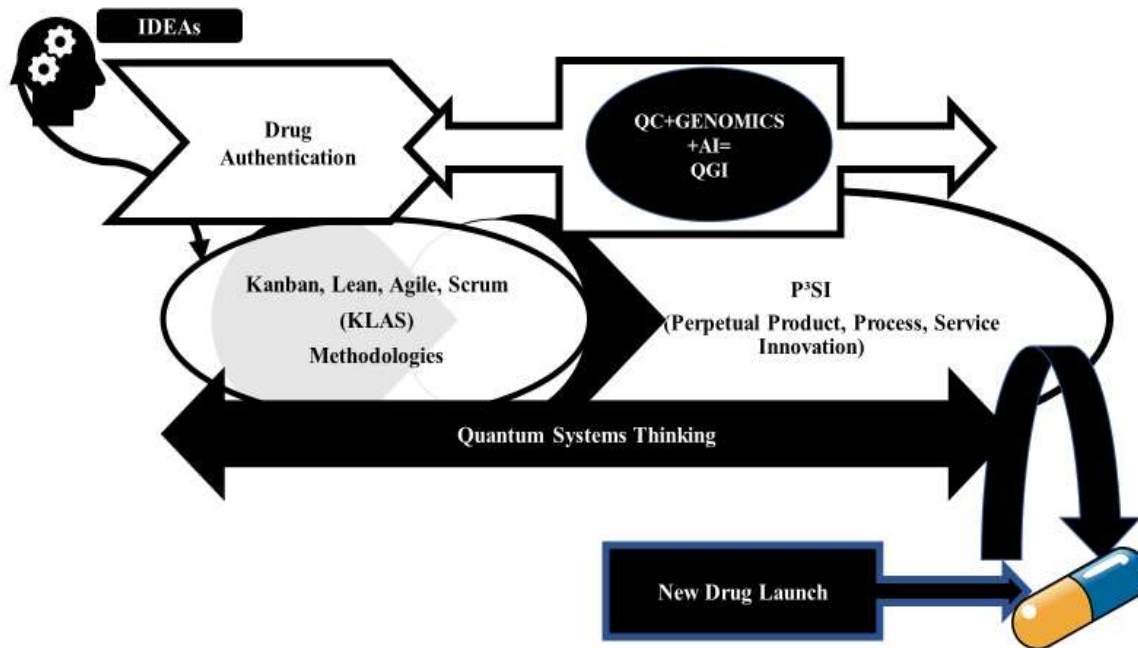 IDEAs
Drug
Authentication
QC+GENOMICS
+AI=
QGI
Kanban, Lean, Agile, Scrum
(KLAS)
Methodologies
P³SI
(Perpetual Product, Process, Service
Innovation)
Quantum Systems Thinking
New Drug Launch